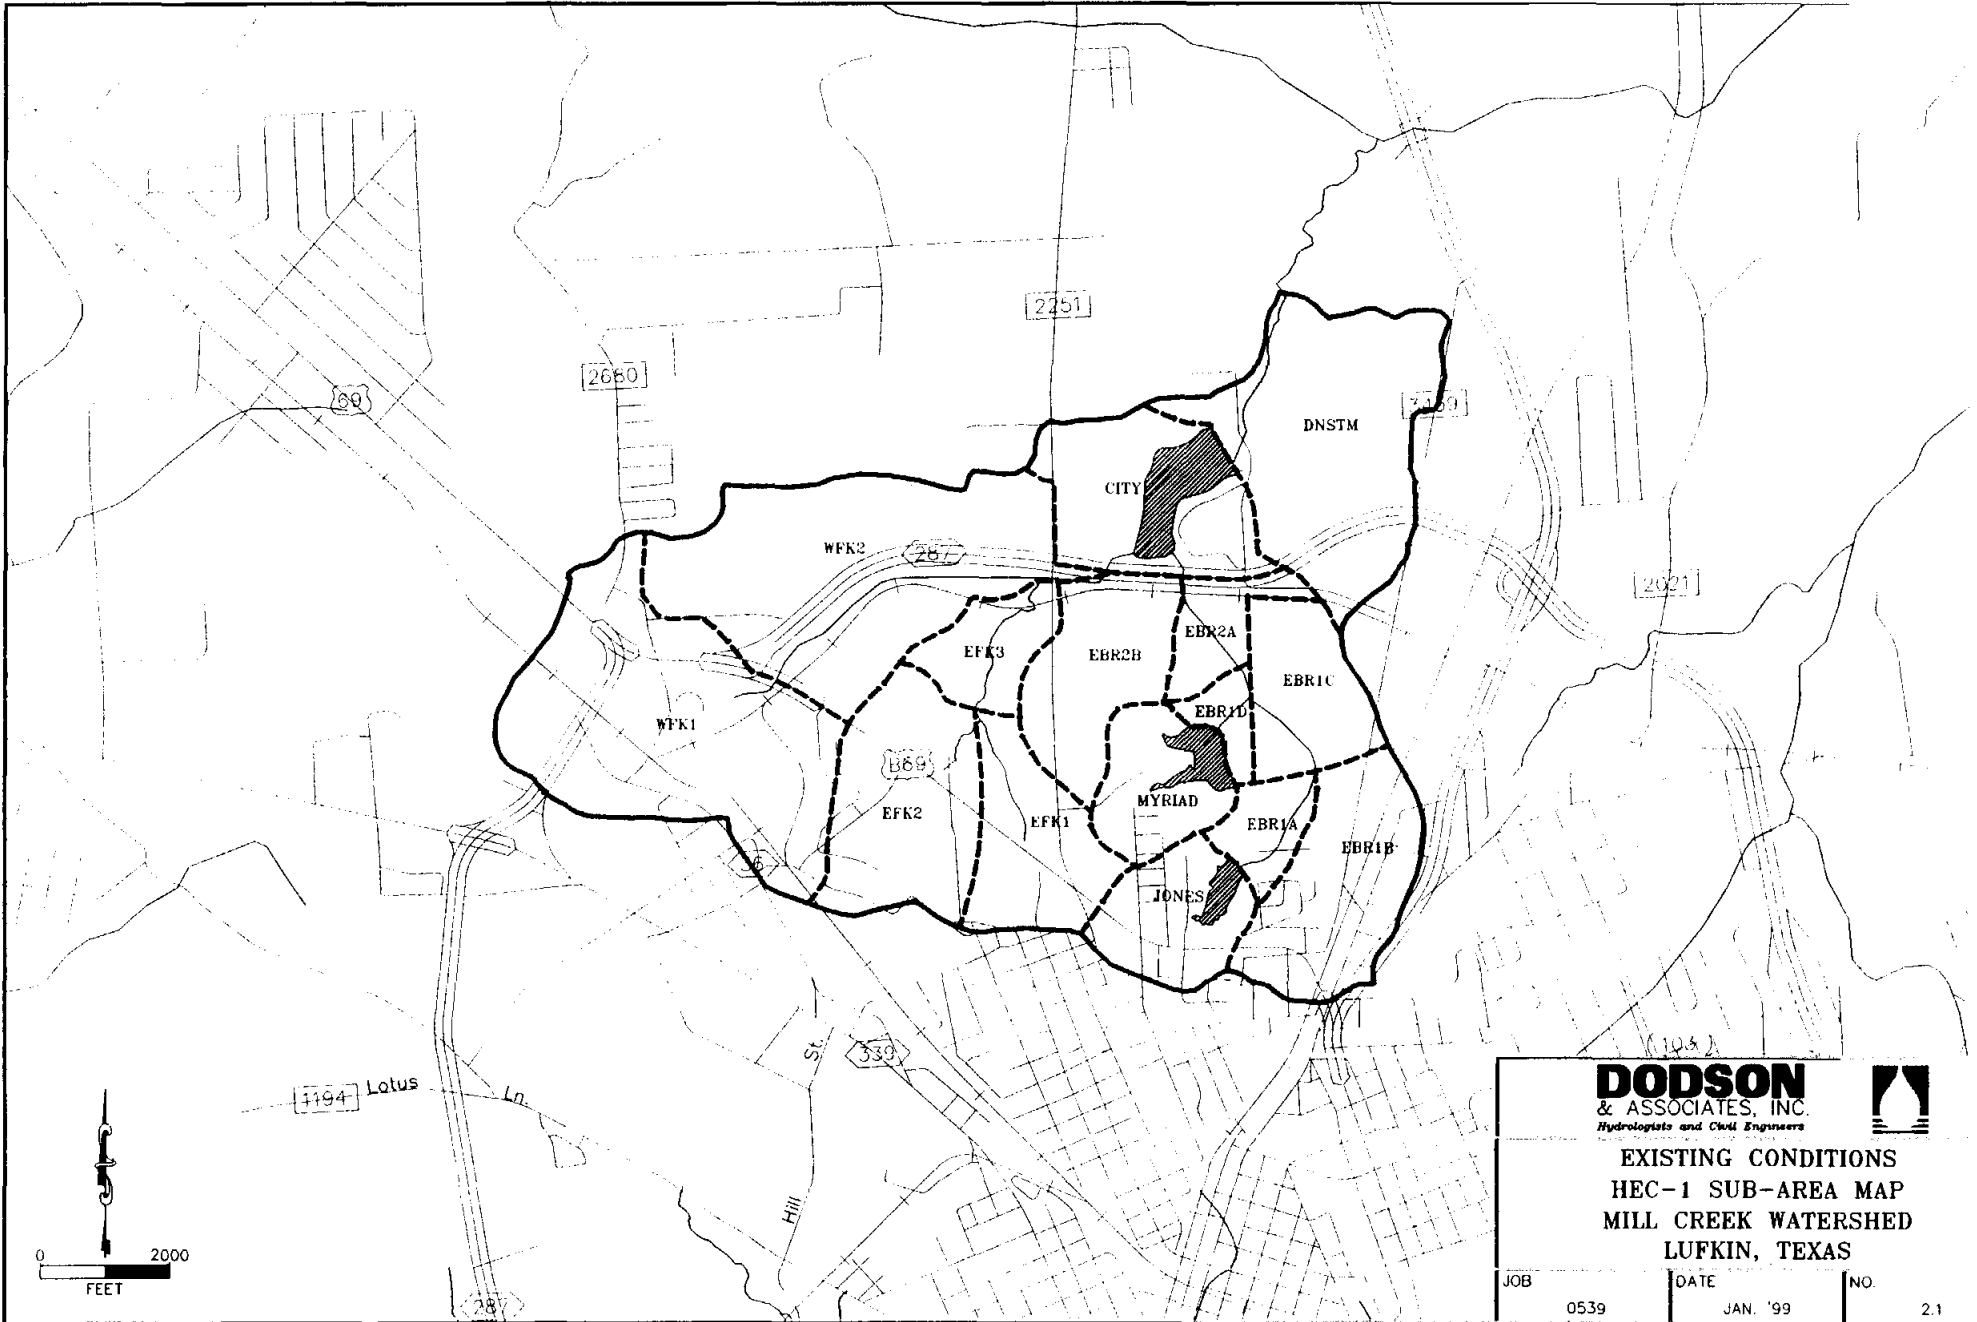 2251
2680
69
DNSTM
CITY
WFK2
287
2021
EBR2A
EFK3
EBR2B
EBR1C
EBR1D
WFK1
B69
MYRIAD
EFK2
EFK1
EBR1A
EBR1B
JONES
339
St.
1194 Lotus Ln.
Hill
287
0 2000
FEET
DODSON
& ASSOCIATES, INC.
Hydrologists and Civil Engineers
EXISTING CONDITIONS
HEC-1 SUB-AREA MAP
MILL CREEK WATERSHED
LUFKIN, TEXAS
JOB DATE NO.
0539 JAN. '99 2.1